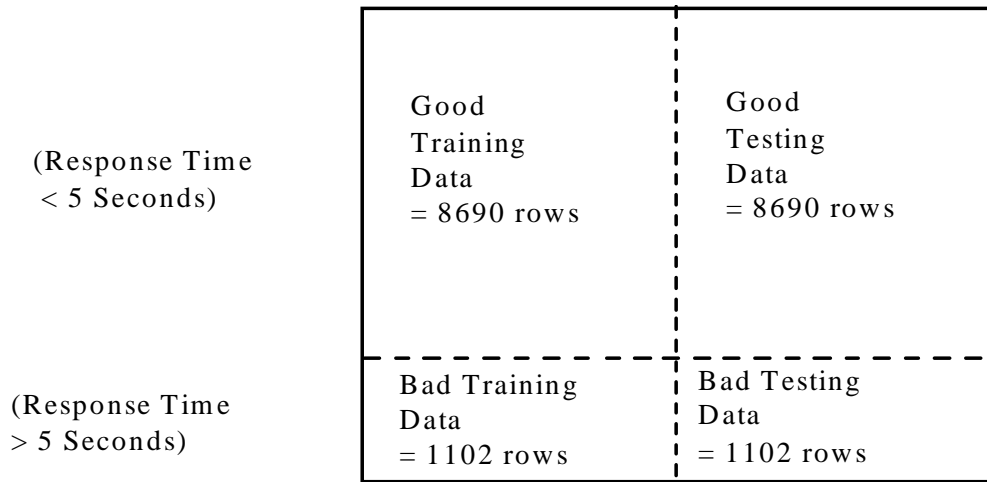 (Response Time
< 5 Seconds)
Good
Training
Data
= 8690 rows
Good
Testing
Data
= 8690 rows
(Response Time
> 5 Seconds)
Bad Training
Data
= 1102 rows
Bad Testing
Data
= 1102 rows